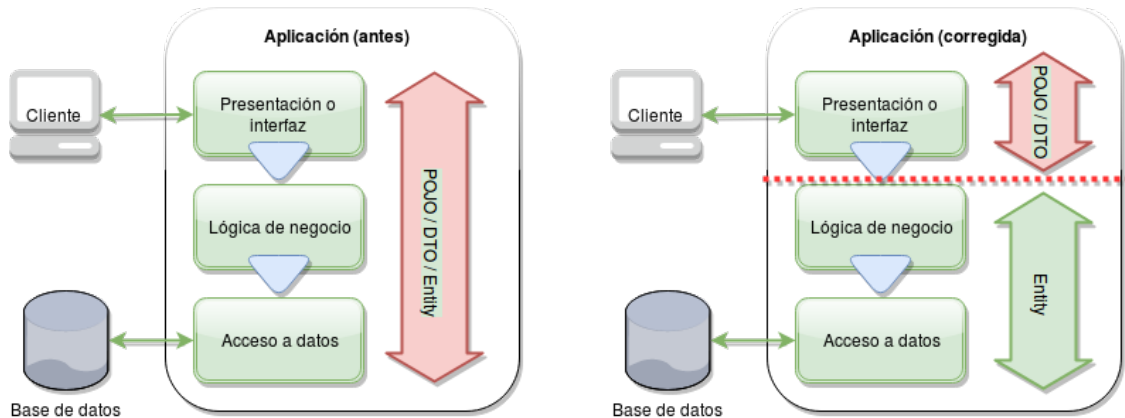 Aplicación (antes)
Cliente
Presentación o
interfaz
Lógica de negocio
POJO / DTO / Entity
Acceso a datos
Base de datos
Aplicación (corregida)
Cliente
Presentación o
interfaz
POJO / DTO
Lógica de negocio
Entity
Acceso a datos
Base de datos